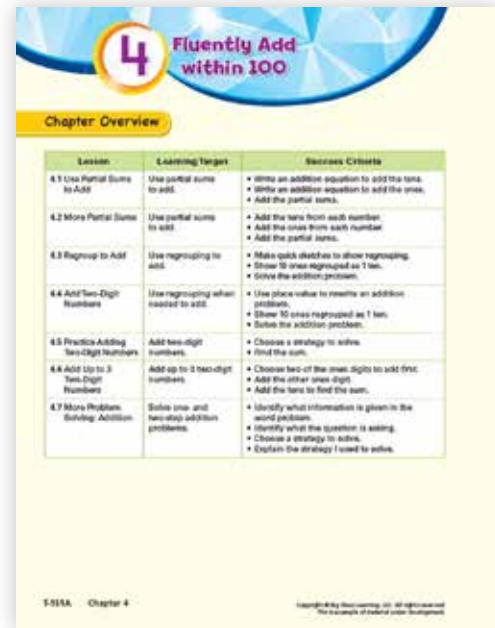 4
Fluently Add
within 100
Chapter Overview
Lesson
Learning Target
Success Criteria
4.1 Use Partial Sums
to Add
Use partial sums
to add.
• Write an addition equation to add the tens.
• Write an addition equation to add the ones.
• Add the partial sums.
4.2 More Partial Sums
Use partial sums
to add.
• Add the tens from each number.
• Add the ones from each number.
• Add the partial sums.
4.3 Regroup to Add
Use regrouping to
add.
• Make quick sketches to show regrouping.
• Show 10 ones regrouped as 1 ten.
• Solve the addition problem.
4.4 Add Two-Digit
Numbers
Use regrouping when
needed to add.
• Use place value to rewrite an addition
problem.
• Show 10 ones regrouped as 1 ten.
• Solve the addition problem.
4.5 Practice Adding
Two-Digit Numbers
Add two-digit
numbers.
• Choose a strategy to solve.
• Find the sum.
4.6 Add Up to 3
Two-Digit
Numbers
Add up to 3 two-digit
numbers.
• Choose two of the ones digits to add first.
• Add the other ones digit.
• Add the tens to find the sum.
4.7 More Problem
Solving: Addition
Solve one- and
two-step addition
problems.
• Identify what information is given in the
word problem.
• Identify what the question is asking.
• Choose a strategy to solve.
• Explain the strategy I used to solve.
Chapter 4
Copyright © Big Ideas Learning, LLC. All rights reserved.